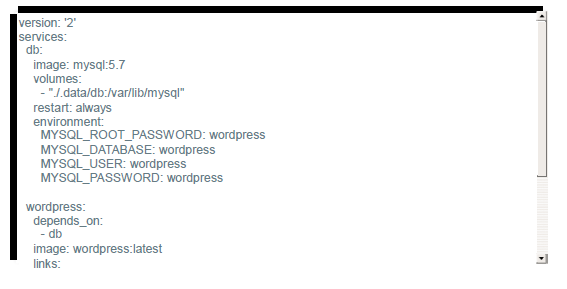 version: '2'
services:
  db:
    image: mysql:5.7
    volumes:
      - "./.data/db:/var/lib/mysql"
    restart: always
    environment:
      MYSQL_ROOT_PASSWORD: wordpress
      MYSQL_DATABASE: wordpress
      MYSQL_USER: wordpress
      MYSQL_PASSWORD: wordpress

  wordpress:
    depends_on:
      - db
    image: wordpress:latest
    links: